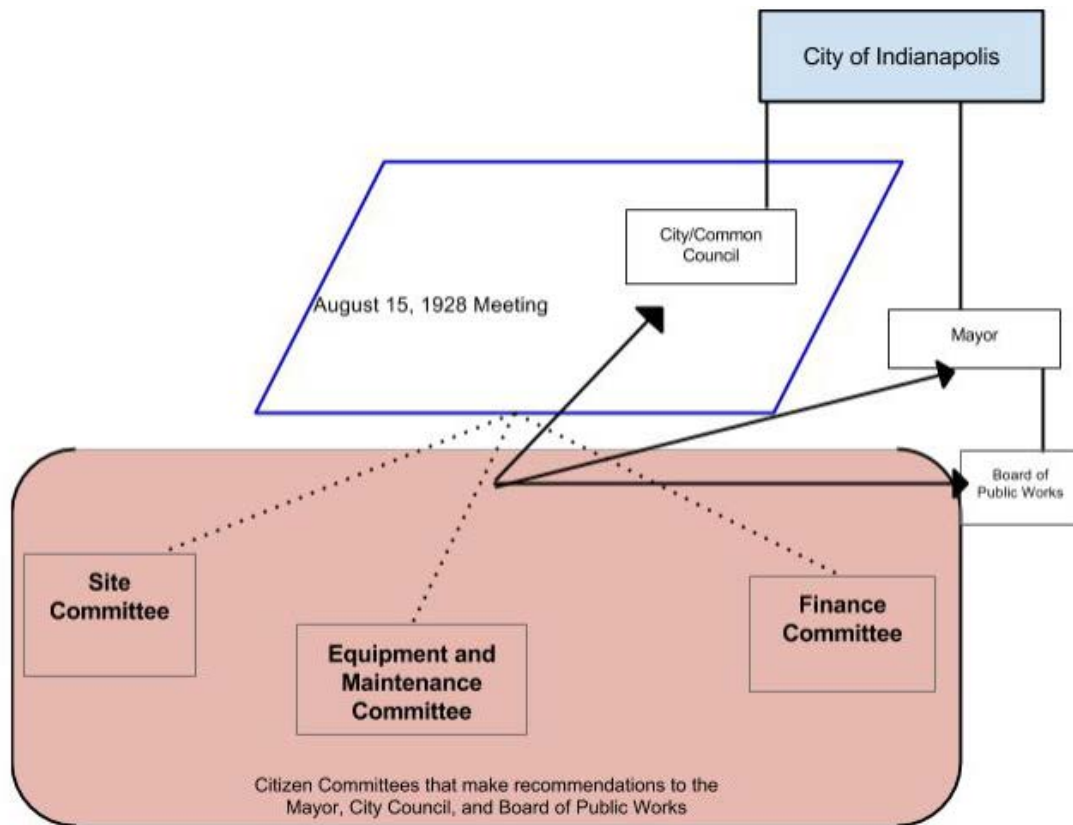 City of Indianapolis
City/Common
Council
August 15, 1928 Meeting
Mayor
Board of
Public Works
Site
Committee
Equipment and
Maintenance
Committee
Finance
Committee
Citizen Committees that make recommendations to the
Mayor, City Council, and Board of Public Works